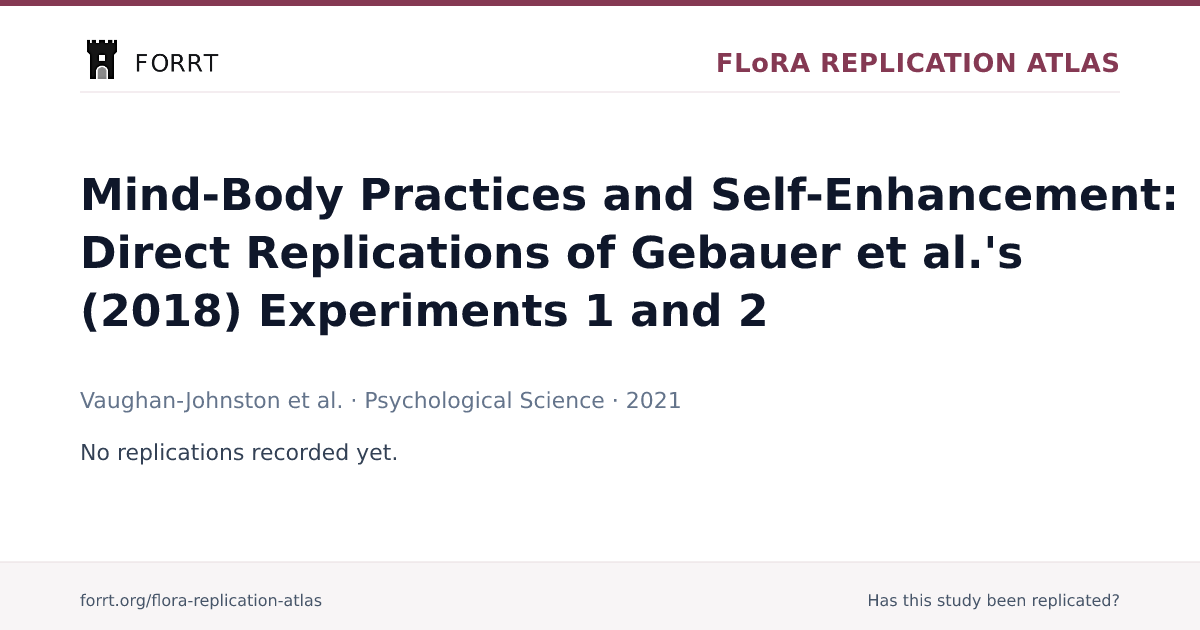 FORRT
FLoRA REPLICATION ATLAS
Mind-Body Practices and Self-Enhancement:
Direct Replications of Gebauer et al.'s
(2018) Experiments 1 and 2
Vaughan-Johnston et al. · Psychological Science · 2021
No replications recorded yet.
forrt.org/flora-replication-atlas
Has this study been replicated?